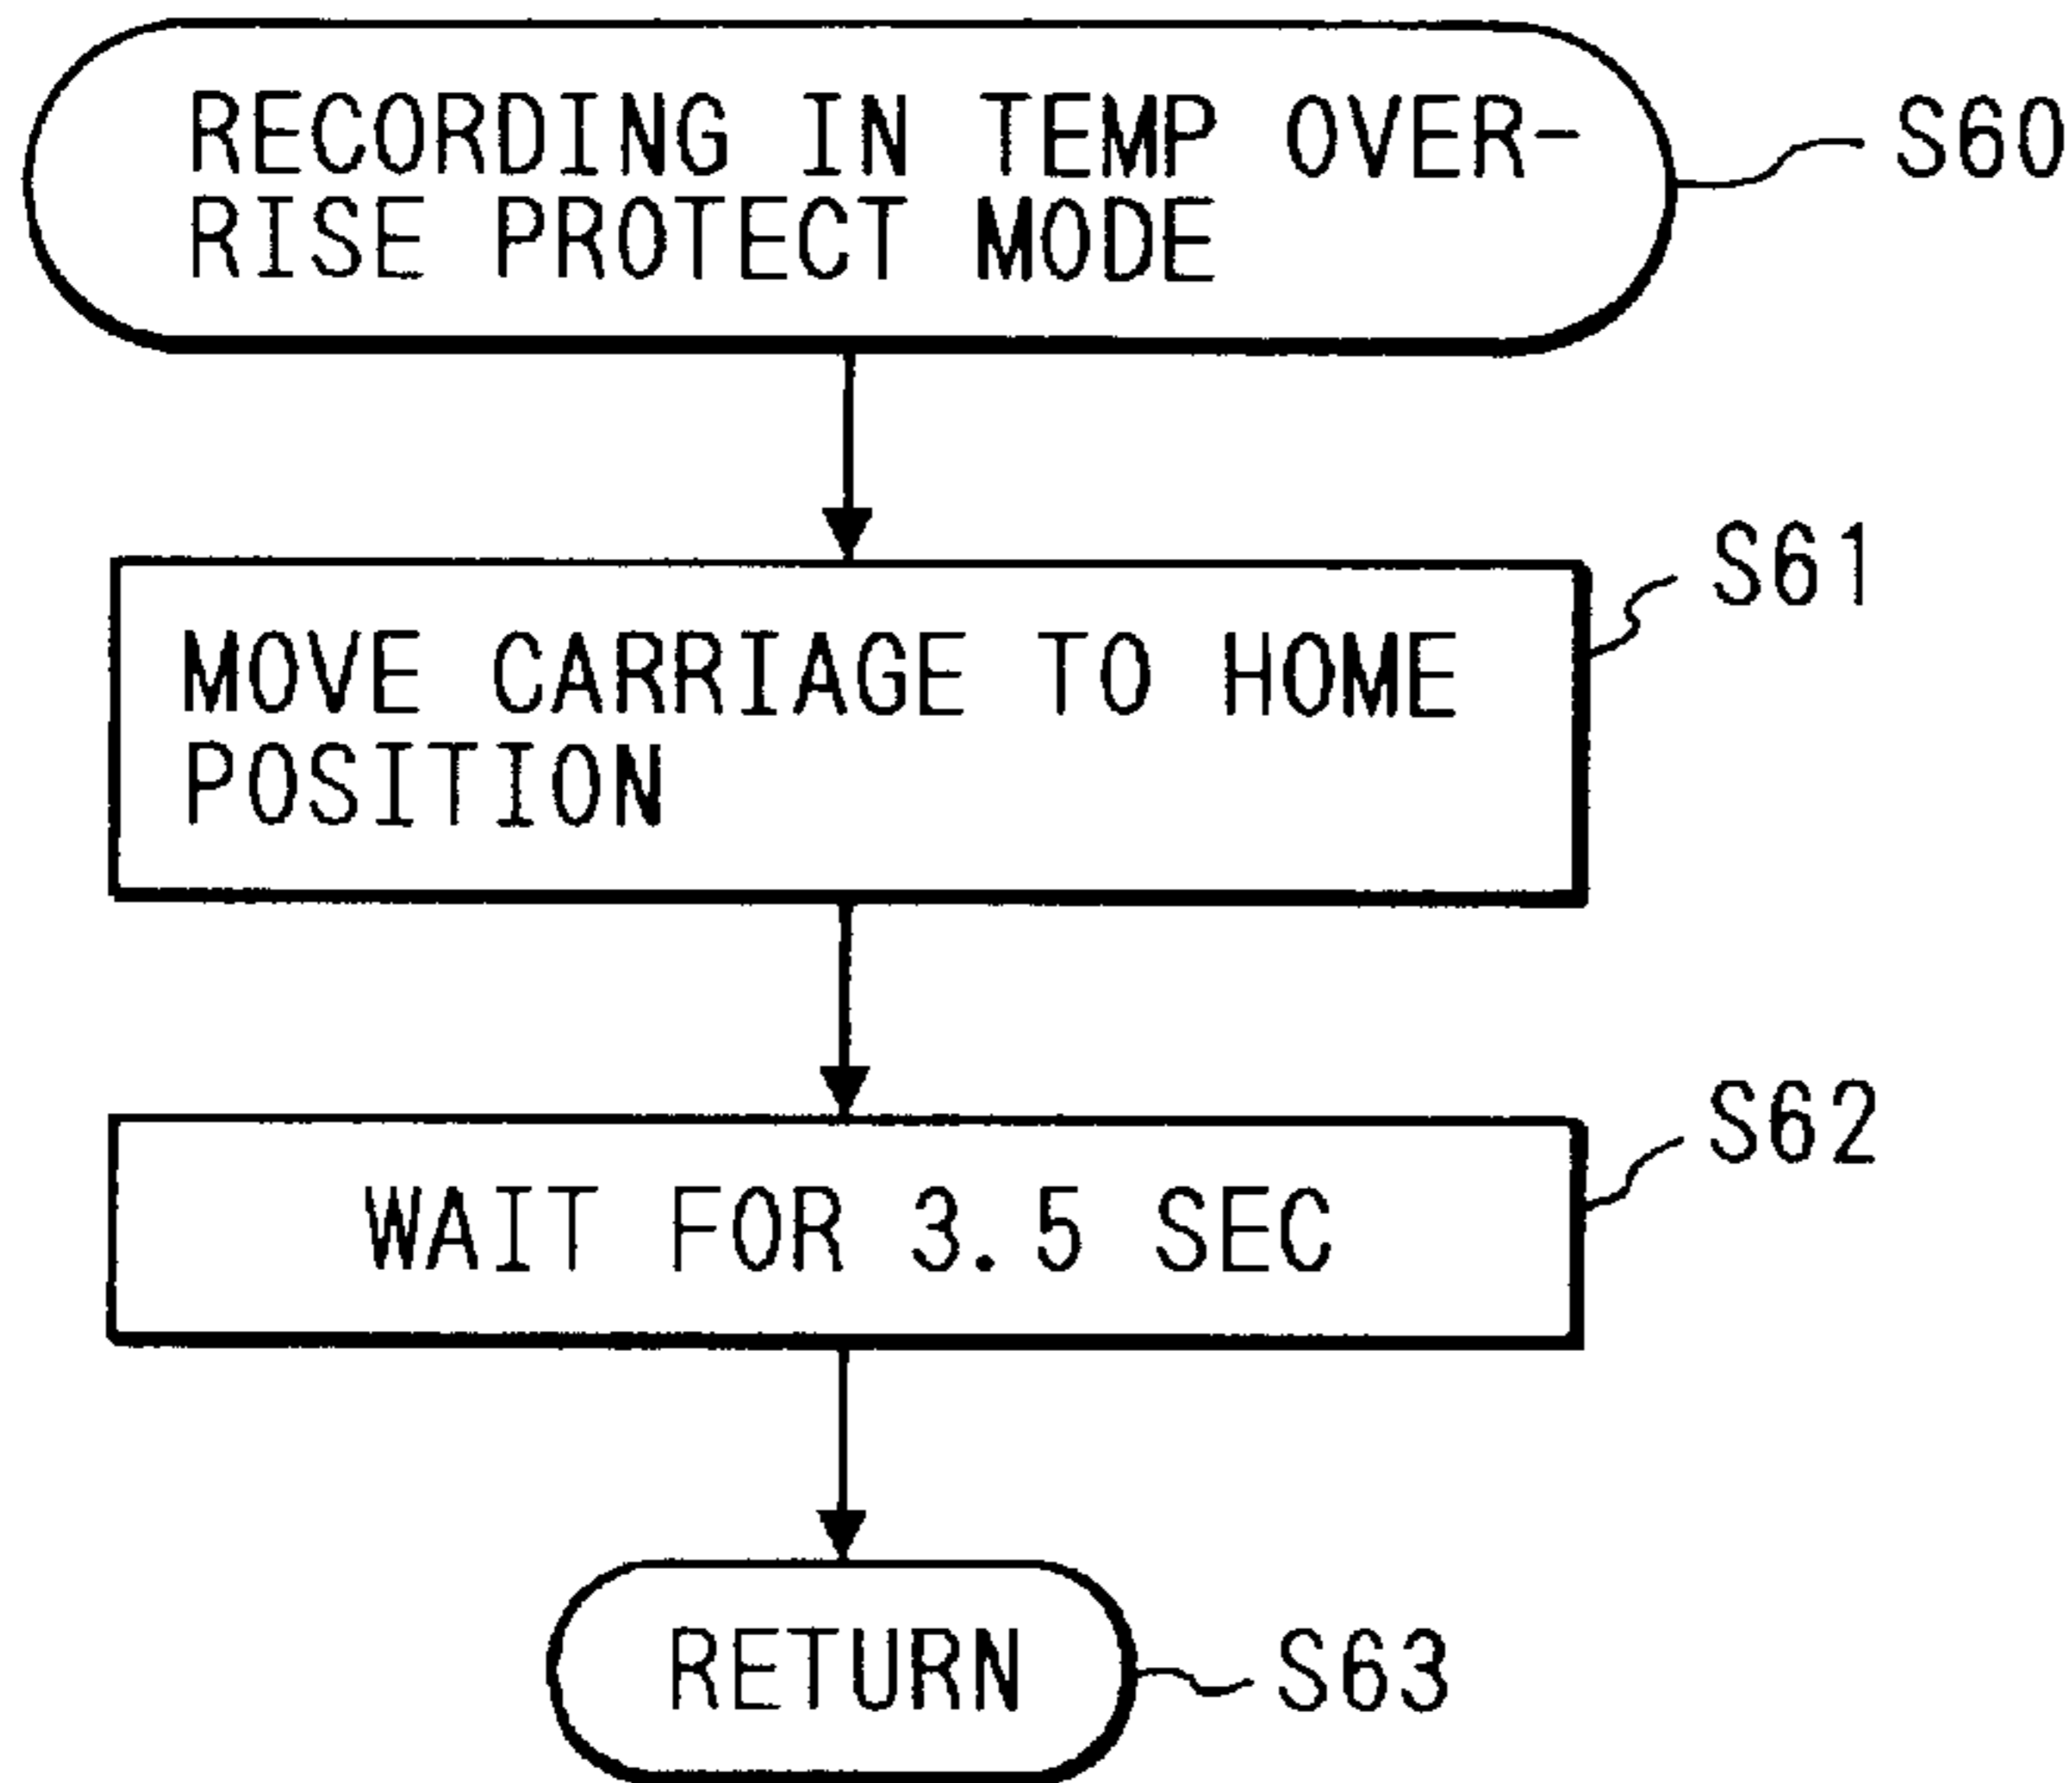 RECORDING IN TEMP OVER-
RISE PROTECT MODE
S60
S61
MOVE CARRIAGE TO HOME
POSITION
S62
WAIT FOR 3.5 SEC
RETURN
S63